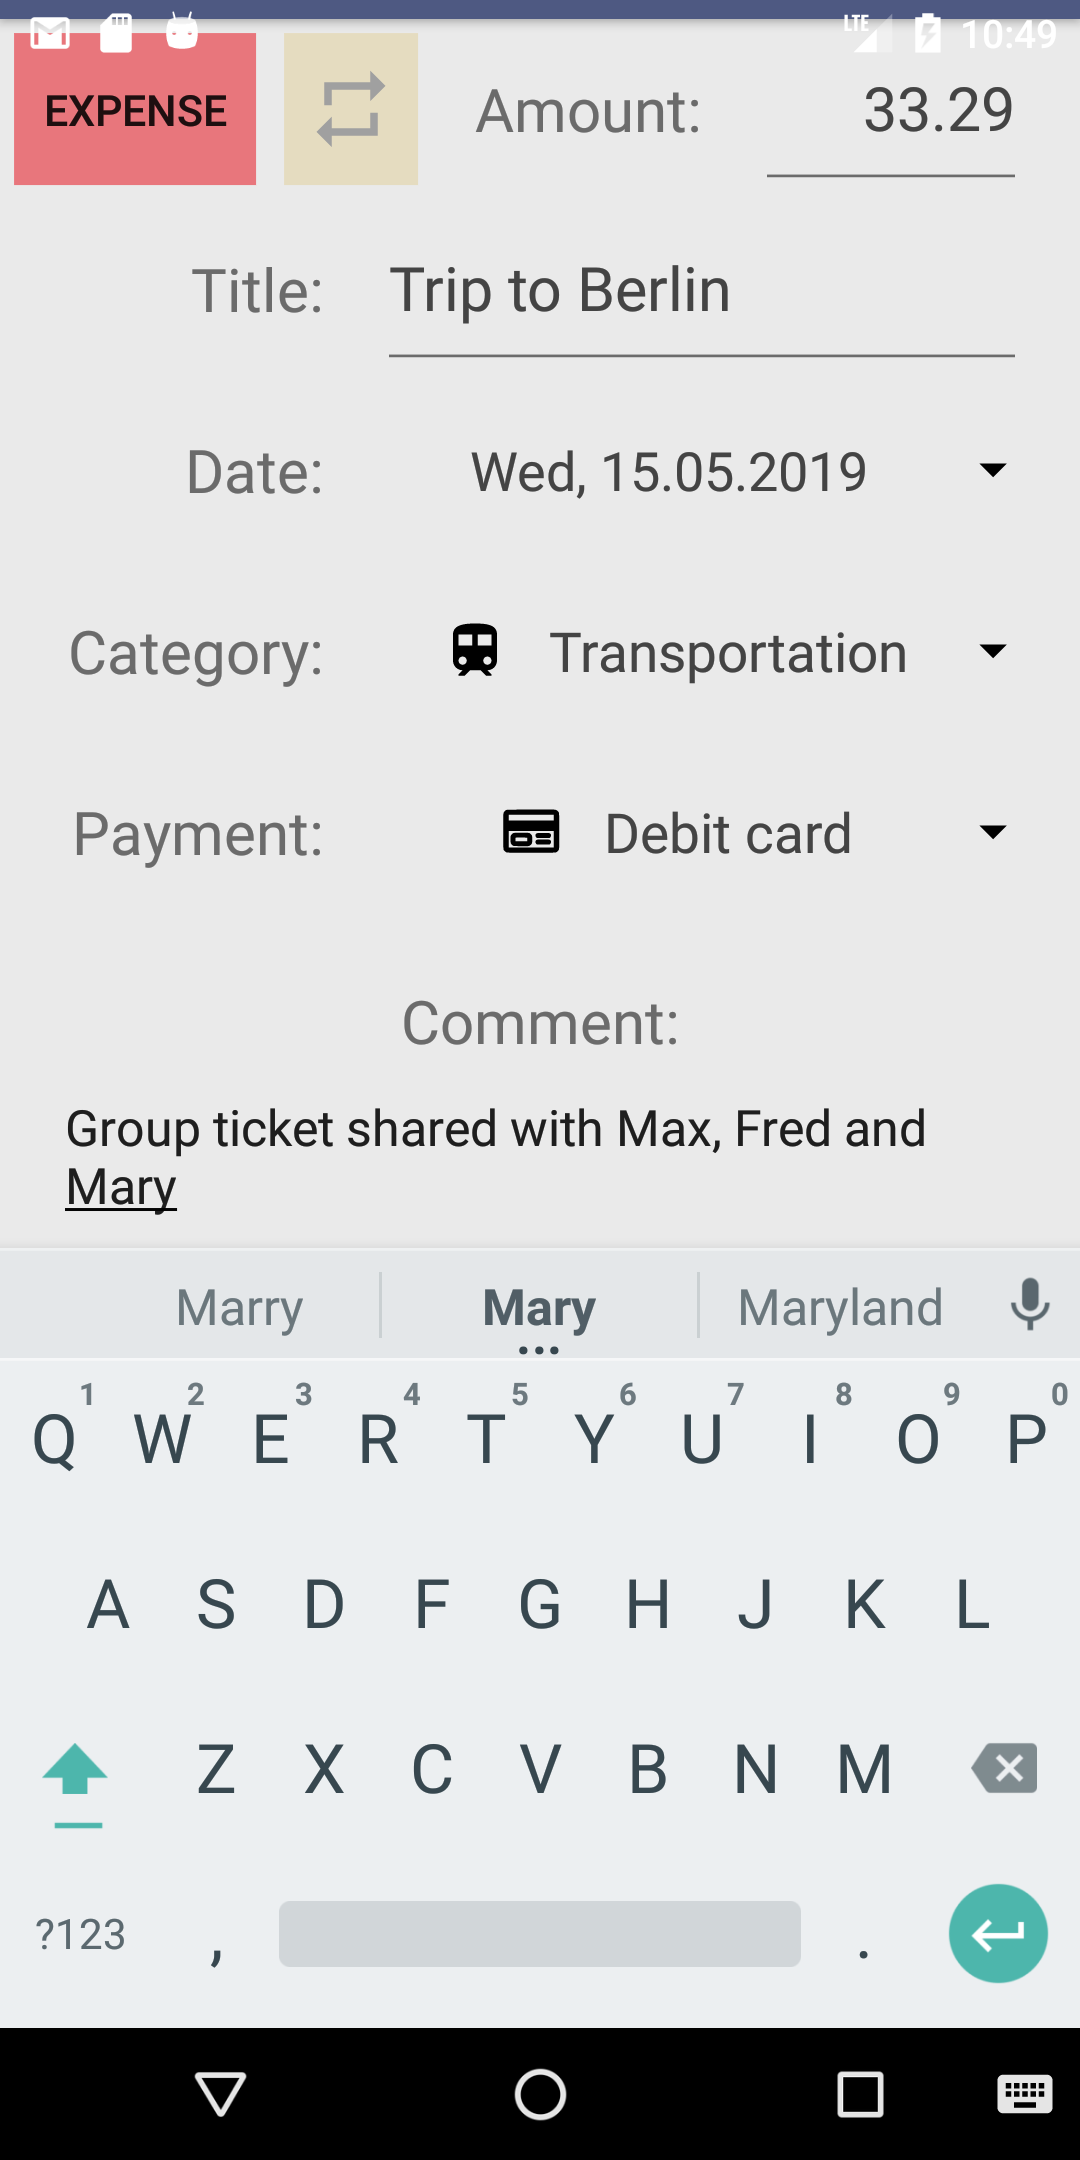 LTE 10:49
EXPENSE Amount: 33.29
Title: Trip to Berlin
Date: Wed, 15.05.2019
Category: Transportation
Payment: Debit card
Comment:
Group ticket shared with Max, Fred and
Mary
Marry Mary Maryland
1 2 3 4 5 6 7 8 9 0
Q W E R T Y U I O P
A S D F G H J K L
Z X C V B N M
?123 , .